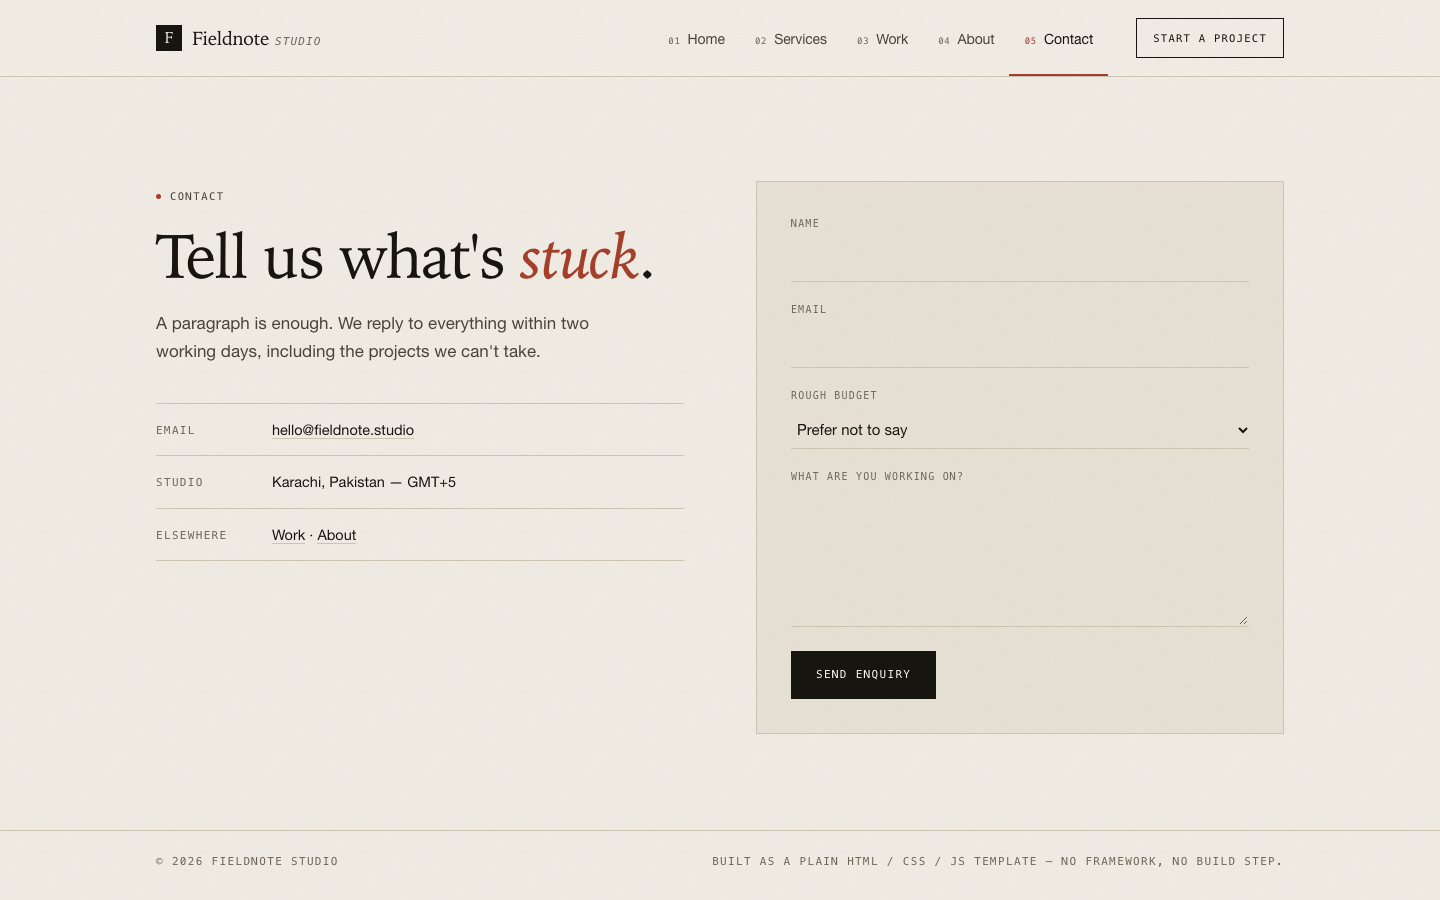 F Fieldnote STUDIO
01 Home 02 Services 03 Work 04 About 05 Contact START A PROJECT
CONTACT
Tell us what's stuck.
A paragraph is enough. We reply to everything within two
working days, including the projects we can't take.
EMAIL hello@fieldnote.studio
STUDIO Karachi, Pakistan — GMT+5
ELSEWHERE Work · About
NAME
EMAIL
ROUGH BUDGET
Prefer not to say
WHAT ARE YOU WORKING ON?
SEND ENQUIRY
© 2026 FIELDNOTE STUDIO
BUILT AS A PLAIN HTML / CSS / JS TEMPLATE — NO FRAMEWORK, NO BUILD STEP.